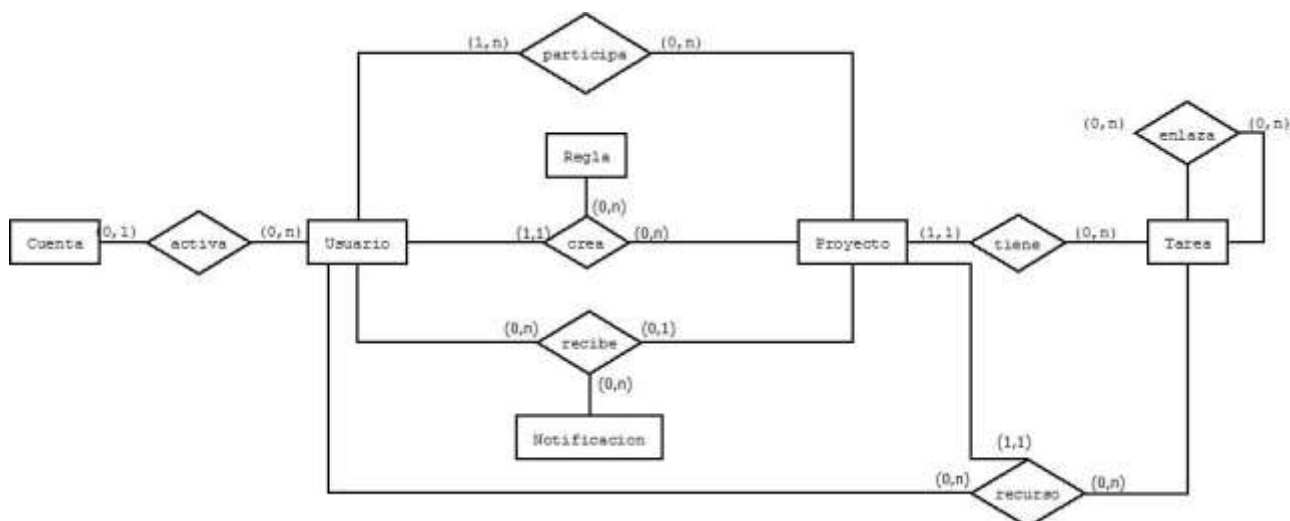 (1,n)
participa
(0,n)
Regla
(0,n)
Cuenta
(0,1)
activa
(0,n)
Usuario
(1,1)
crea
(0,n)
Proyecto
(1,1)
tiene
(0,n)
Tarea
(0,n)
enlaza
(0,n)
(0,n)
recibe
(0,1)
(0,n)
Notificacion
(1,1)
(0,n)
recurso
(0,n)